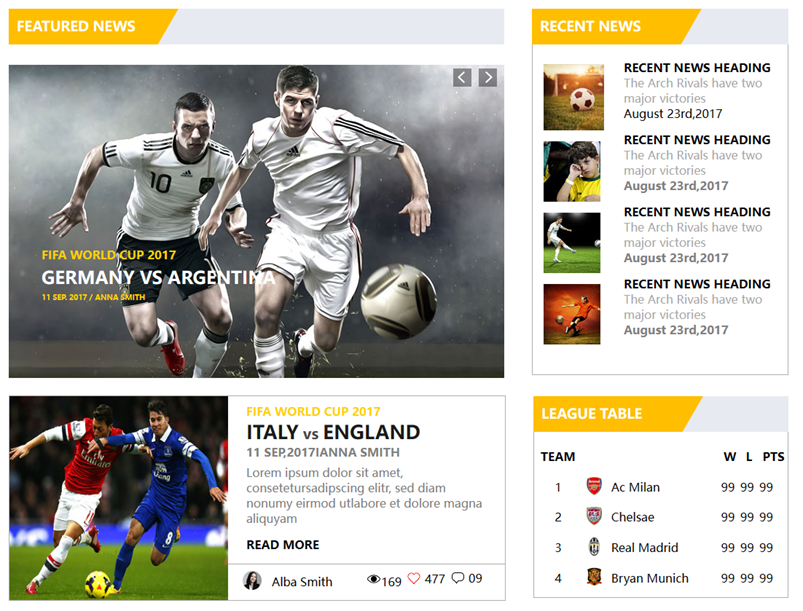 FEATURED NEWS
FIFA WORLD CUP 2017
GERMANY VS ARGENTINA
11 SEP. 2017 / ANNA SMITH
10
FIFA WORLD CUP 2017
ITALY vs ENGLAND
11 SEP,2017IANNA SMITH
Lorem ipsum dolor sit amet,
consetetursadipscing elitr, sed diam
nonumy eirmod utlabore et dolore magna
aliquyam
READ MORE
Alba Smith
169 477 09
Fly
Emirates
8
RECENT NEWS
RECENT NEWS HEADING
The Arch Rivals have two
major victories
August 23rd,2017
RECENT NEWS HEADING
The Arch Rivals have two
major victories
August 23rd,2017
RECENT NEWS HEADING
The Arch Rivals have two
major victories
August 23rd,2017
RECENT NEWS HEADING
The Arch Rivals have two
major victories
August 23rd,2017
LEAGUE TABLE
TEAM W L PTS
1 Ac Milan 99 99 99
2 Chelsae 99 99 99
3 Real Madrid 99 99 99
4 Bryan Munich 99 99 99